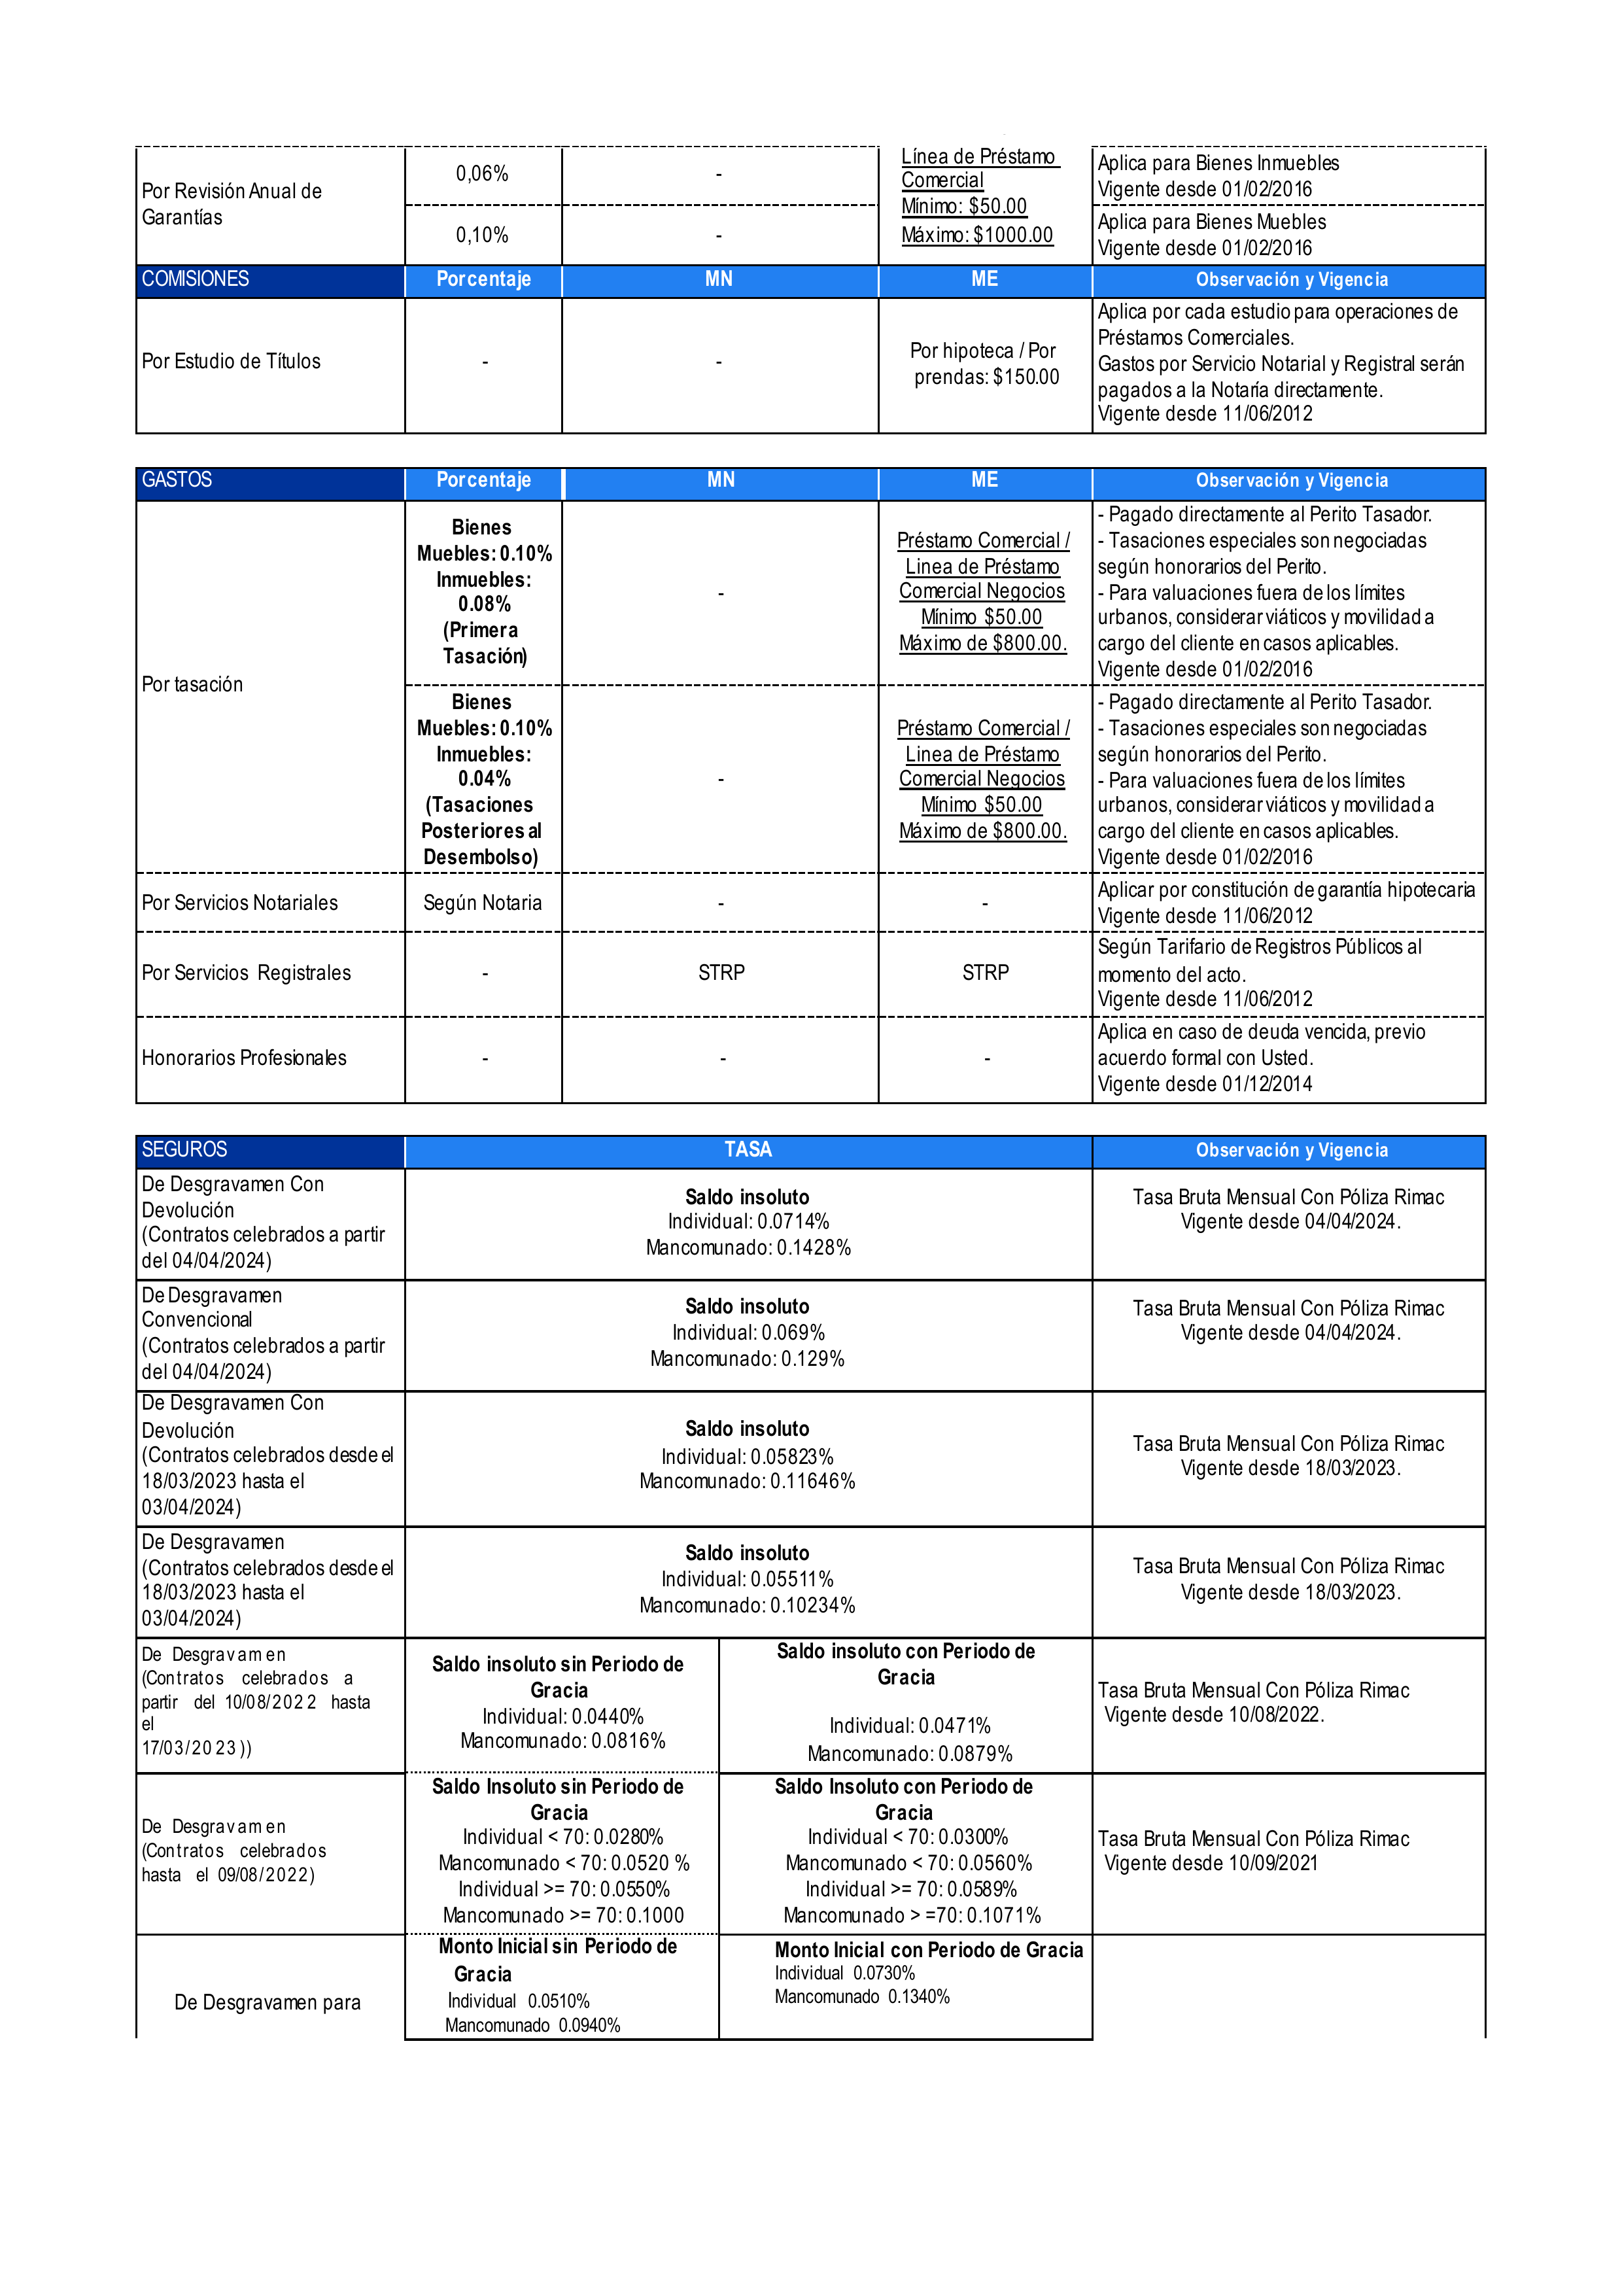 Por Revisión Anual de
Garantías
0,06%
-
Línea de Préstamo
Comercial
Mínimo: $50.00
Máximo: $1000.00
Aplica para Bienes Inmuebles
Vigente desde 01/02/2016
0,10%
-
Aplica para Bienes Muebles
Vigente desde 01/02/2016
COMISIONES Porcentaje MN ME Observación y Vigencia
Por Estudio de Títulos
-
-
Por hipoteca / Por
prendas: $150.00
Aplica por cada estudio para operaciones de
Préstamos Comerciales.
Gastos por Servicio Notarial y Registral serán
pagados a la Notaría directamente.
Vigente desde 11/06/2012
GASTOS Porcentaje MN ME Observación y Vigencia
Por tasación
Bienes
Muebles: 0.10%
Inmuebles:
0.08%
(Primera
Tasación)
-
Préstamo Comercial /
Linea de Préstamo
Comercial Negocios
Mínimo $50.00
Máximo de $800.00.
- Pagado directamente al Perito Tasador.
- Tasaciones especiales son negociadas
según honorarios del Perito.
- Para valuaciones fuera de los límites
urbanos, considerar viáticos y movilidad a
cargo del cliente en casos aplicables.
Vigente desde 01/02/2016
Bienes
Muebles: 0.10%
Inmuebles:
0.04%
(Tasaciones
Posteriores al
Desembolso)
-
Préstamo Comercial /
Linea de Préstamo
Comercial Negocios
Mínimo $50.00
Máximo de $800.00.
- Pagado directamente al Perito Tasador.
- Tasaciones especiales son negociadas
según honorarios del Perito.
- Para valuaciones fuera de los límites
urbanos, considerar viáticos y movilidad a
cargo del cliente en casos aplicables.
Vigente desde 01/02/2016
Por Servicios Notariales
Según Notaria
-
-
Aplicar por constitución de garantía hipotecaria
Vigente desde 11/06/2012
Por Servicios Registrales
-
STRP
STRP
Según Tarifario de Registros Públicos al
momento del acto.
Vigente desde 11/06/2012
Honorarios Profesionales
-
-
-
Aplica en caso de deuda vencida, previo
acuerdo formal con Usted.
Vigente desde 01/12/2014
SEGUROS TASA Observación y Vigencia
De Desgravamen Con
Devolución
(Contratos celebrados a partir
del 04/04/2024)
Saldo insoluto
Individual: 0.0714%
Mancomunado: 0.1428%
Tasa Bruta Mensual Con Póliza Rimac
Vigente desde 04/04/2024.
De Desgravamen
Convencional
(Contratos celebrados a partir
del 04/04/2024)
Saldo insoluto
Individual: 0.069%
Mancomunado: 0.129%
Tasa Bruta Mensual Con Póliza Rimac
Vigente desde 04/04/2024.
De Desgravamen Con
Devolución
(Contratos celebrados desde el
18/03/2023 hasta el
03/04/2024)
Saldo insoluto
Individual: 0.05823%
Mancomunado: 0.11646%
Tasa Bruta Mensual Con Póliza Rimac
Vigente desde 18/03/2023.
De Desgravamen
(Contratos celebrados desde el
18/03/2023 hasta el
03/04/2024)
Saldo insoluto
Individual: 0.05511%
Mancomunado: 0.10234%
Tasa Bruta Mensual Con Póliza Rimac
Vigente desde 18/03/2023.
De Desgravamen
(Contratos celebrados a
partir del 10/08/2022 hasta
el
17/03/2023))
Saldo insoluto sin Periodo de
Gracia
Individual: 0.0440%
Mancomunado: 0.0816%
Saldo insoluto con Periodo de
Gracia
Individual: 0.0471%
Mancomunado: 0.0879%
Tasa Bruta Mensual Con Póliza Rimac
Vigente desde 10/08/2022.
De Desgravamen
(Contratos celebrados
hasta el 09/08/2022)
Saldo Insoluto sin Periodo de
Gracia
Individual < 70: 0.0280%
Mancomunado < 70: 0.0520 %
Individual >= 70: 0.0550%
Mancomunado >= 70: 0.1000
Saldo Insoluto con Periodo de
Gracia
Individual < 70: 0.0300%
Mancomunado < 70: 0.0560%
Individual >= 70: 0.0589%
Mancomunado > =70: 0.1071%
Tasa Bruta Mensual Con Póliza Rimac
Vigente desde 10/09/2021
De Desgravamen para
Monto Inicial sin Periodo de
Gracia
Individual 0.0510%
Mancomunado 0.0940%
Monto Inicial con Periodo de Gracia
Individual 0.0730%
Mancomunado 0.1340%